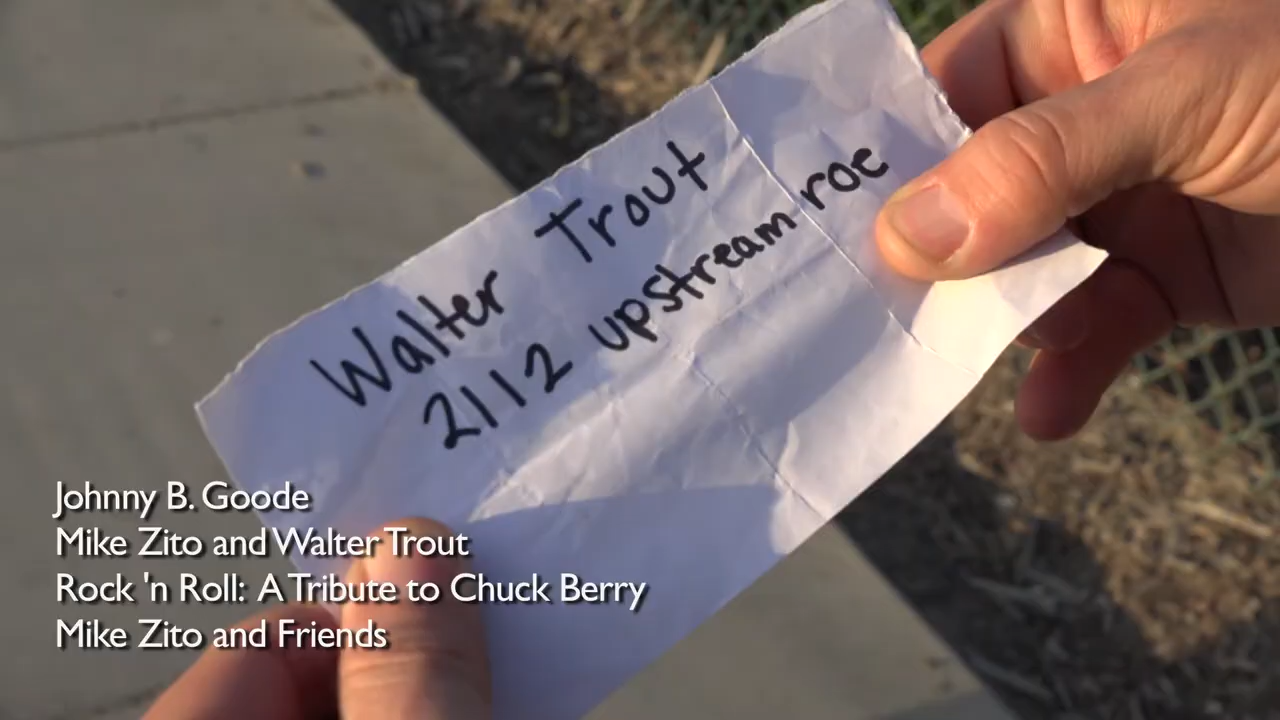 Walter Trout
2112 upstream roc
Johnny B. Goode
Mike Zito and Walter Trout
Rock 'n Roll: A Tribute to Chuck Berry
Mike Zito and Friends